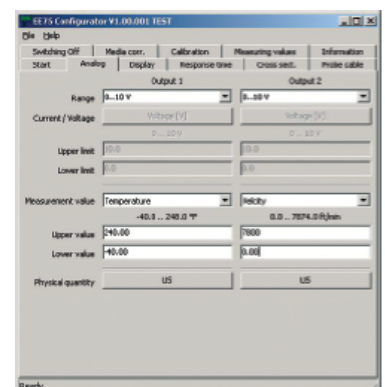 EE75 Configurator V1.00.001 TEST
File Help
Switching Off Media corr. Calibration Measuring values Information
Start Analog Display Response time Cross sect. Probe cable
Output 1 Output 2
Range 0...10 V 0...10 V
Current / Voltage Voltage [V] Voltage [V]
0 ... 10 V 0 ... 10 V
Upper limit 10.0 10.0
Lower limit 0.0 0.0
Measurement value Temperature Velocity
-40.0 ... 248.0 °F 0.0 ... 7874.0 ft/min
Upper value 240.00 7800
Lower value -40.00 0.00
Physical quantity US US
Ready